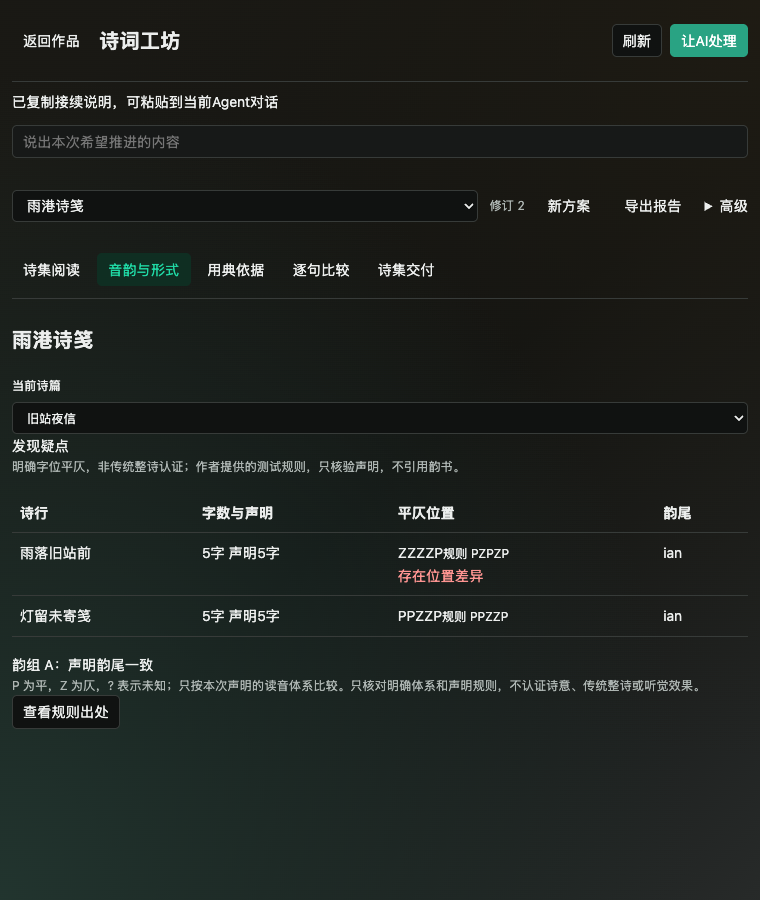 返回作品 诗词工坊 刷新 让AI处理
已复制接续说明，可粘贴到当前Agent对话
说出本次希望推进的内容
雨港诗笺 修订 2 新方案 导出报告 ▶ 高级
诗集阅读 音韵与形式 用典依据 逐句比较 诗集交付
雨港诗笺
当前诗篇
旧站夜信
发现疑点
明确字位平仄，非传统整诗认证；作者提供的测试规则，只核验声明，不引用韵书。
诗行 字数与声明 平仄位置 韵尾
雨落旧站前 5字 声明5字 ZZZZP规则 PZPZP ian
存在位置差异
灯留未寄笺 5字 声明5字 PPZZP规则 PPZZP ian
韵组 A：声明韵尾一致
P 为平，Z 为仄，? 表示未知；只按本次声明的读音体系比较。只核对明确体系和声明规则，不认证诗意、传统整诗或听觉效果。
查看规则出处